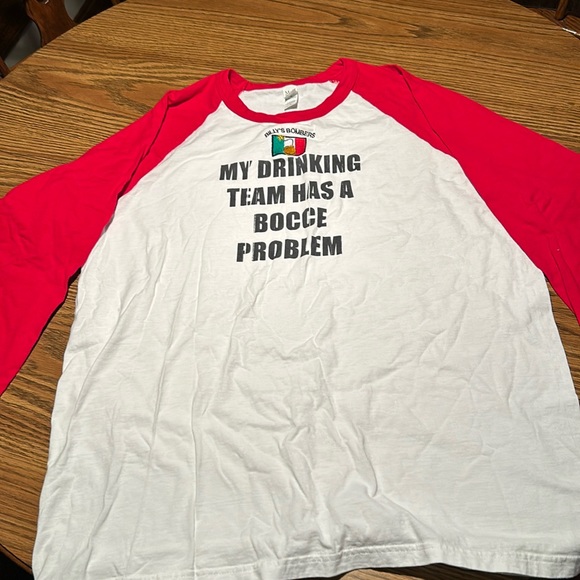 BILLY'S BOMBERS
MY DRINKING
TEAM HAS A
BOCCE
PROBLEM